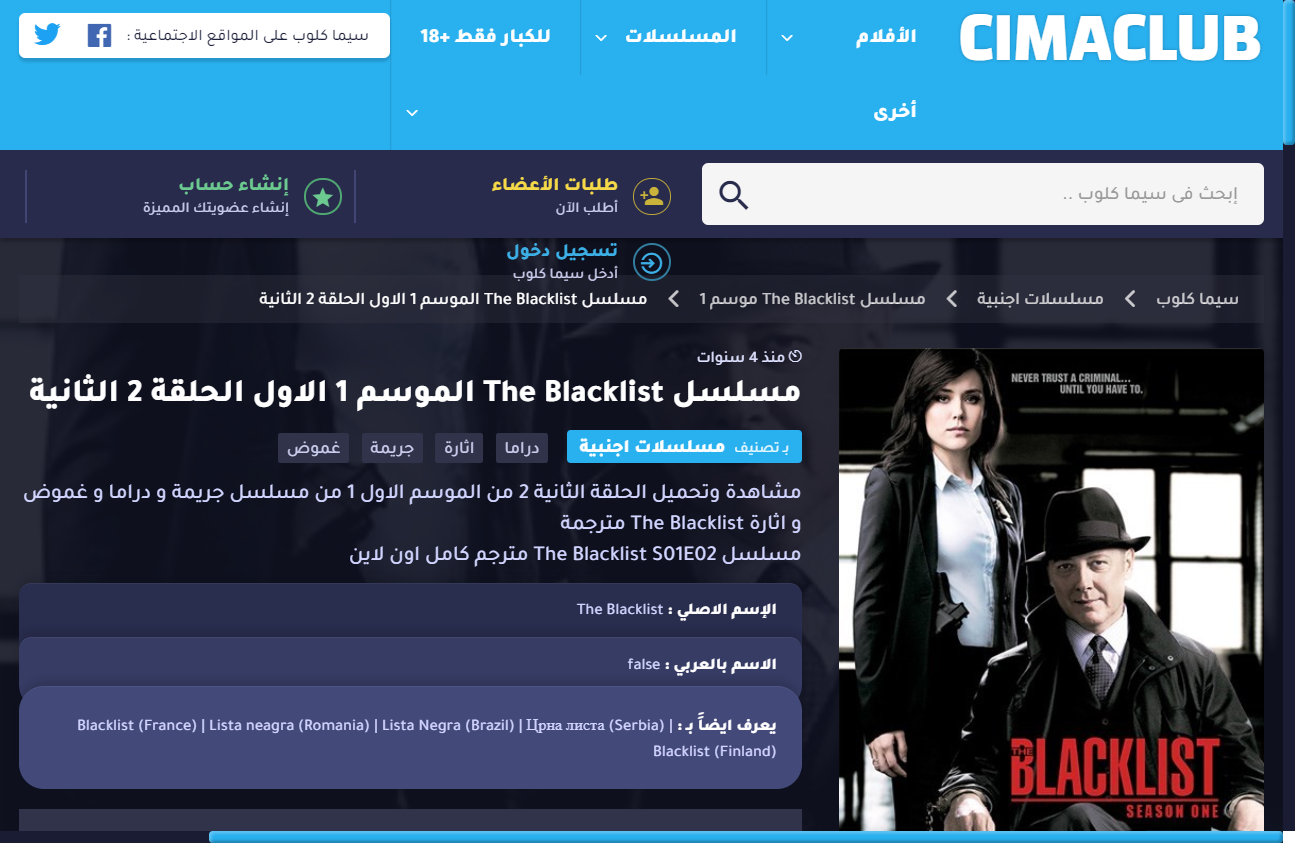 CIMACLUB
الأفلام
المسلسلات
للكبار فقط +18
سيما كلوب على المواقع الاجتماعية :
أخرى
إبحث فى سيما كلوب ..
طلبات الأعضاء
أطلب الآن
إنشاء حساب
إنشاء عضويتك المميزة
تسجيل دخول
أدخل سيما كلوب
سيما كلوب
مسلسلات اجنبية
مسلسل The Blacklist موسم 1
مسلسل The Blacklist الموسم 1 الاول الحلقة 2 الثانية
NEVER TRUST A CRIMINAL...
UNTIL YOU HAVE TO.
THE
BLACKLIST
SEASON ONE
منذ 4 سنوات
مسلسل The Blacklist الموسم 1 الاول الحلقة 2 الثانية
بـ تصنيف مسلسلات اجنبية
دراما
اثارة
جريمة
غموض
مشاهدة وتحميل الحلقة الثانية 2 من الموسم الاول 1 من مسلسل جريمة و دراما و غموض
و اثارة The Blacklist مترجمة
مسلسل The Blacklist S01E02 مترجم كامل اون لاين
الإسم الاصلي : The Blacklist
الاسم بالعربي : false
يعرف ايضاً بـ : | Blacklist (France) | Lista neagra (Romania) | Lista Negra (Brazil) | Црна листа (Serbia)
Blacklist (Finland)